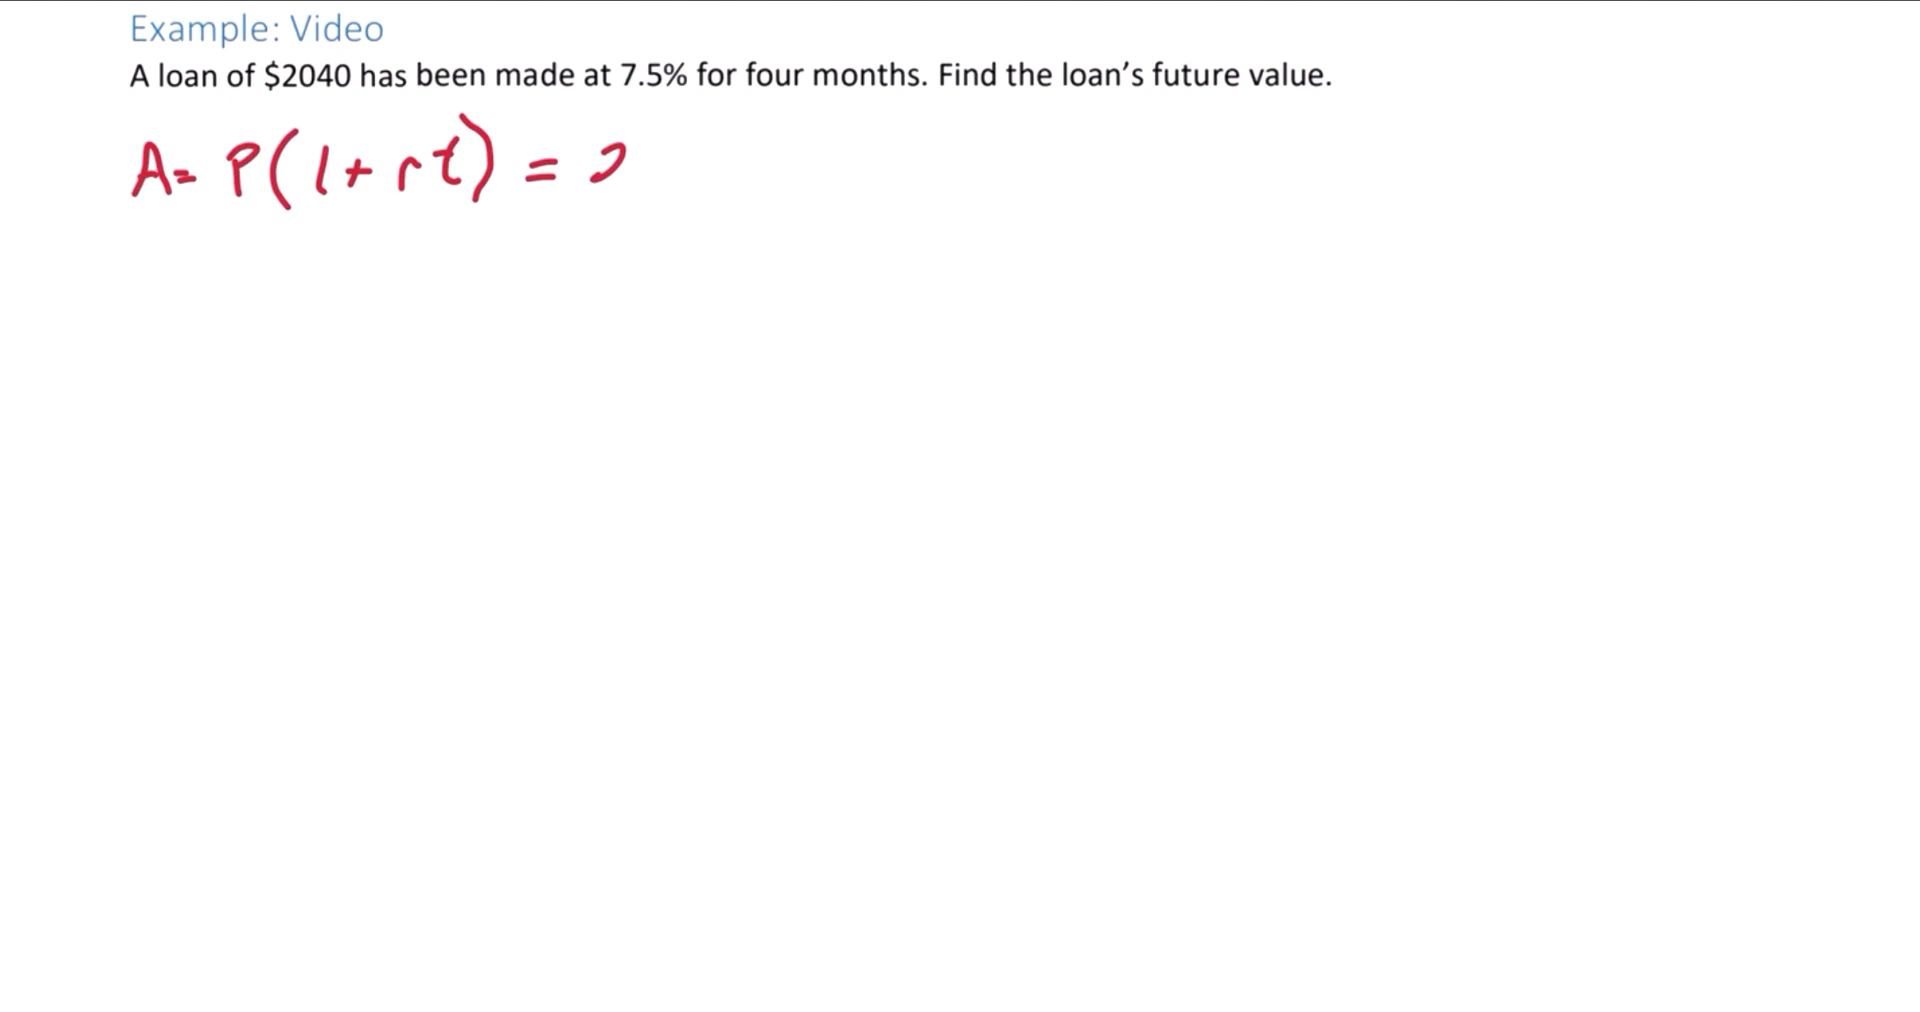 Example: Video
A loan of $2040 has been made at 7.5% for four months. Find the loan’s future value.
A= P(1+rt) = 2